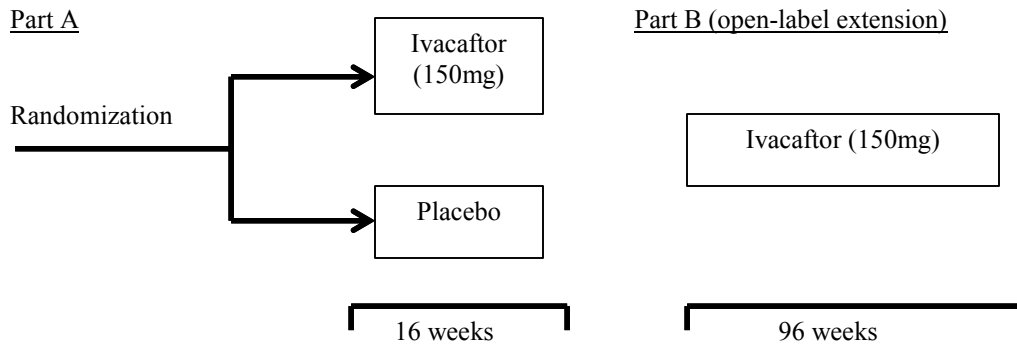 Part A
Part B (open-label extension)
Ivacaftor
(150mg)
Randomization
Ivacaftor (150mg)
Placebo
16 weeks
96 weeks